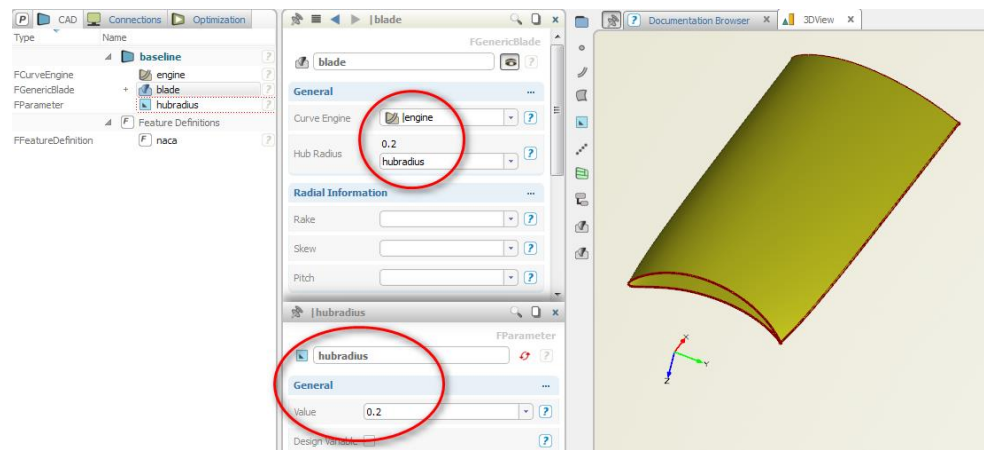 P CAD Connections Optimization
Type Name
baseline ?
FCurveEngine engine ?
FGenericBlade + blade ?
FParameter hubradius ?
F Feature Definitions
FFeatureDefinition F naca ?
|blade
FGenericBlade
blade ?
General ...
Curve Engine |engine ?
0.2
Hub Radius hubradius ?
Radial Information ...
Rake ?
Skew ?
Pitch ?
|hubradius
FParameter
hubradius ?
General ...
Value 0.2 ?
Design Variable ?
? Documentation Browser x 3DView x
X
Y
Z